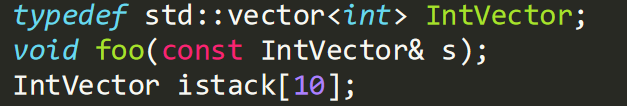 typedef std::vector<int> IntVector;
void foo(const IntVector& s);
IntVector istack[10];